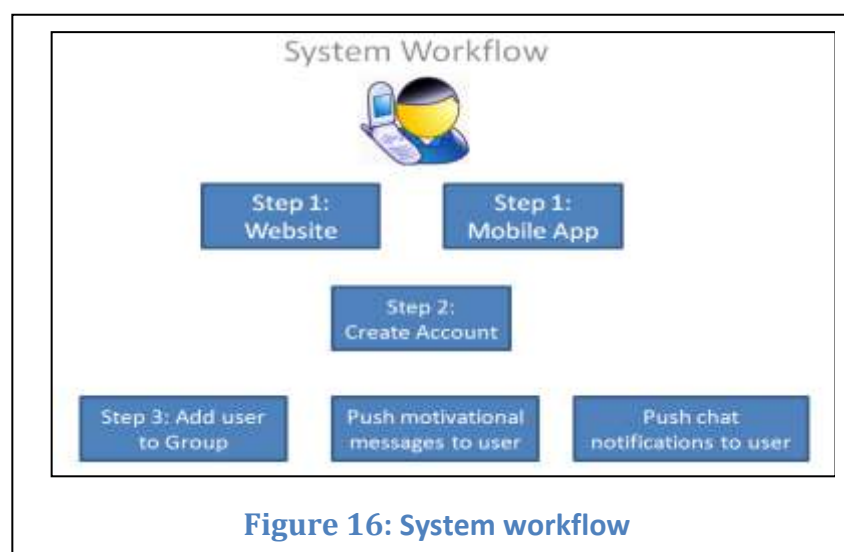 System Workflow
Step 1:
Website
Step 1:
Mobile App
Step 2:
Create Account
Step 3: Add user
to Group
Push motivational
messages to user
Push chat
notifications to user
Figure 16: System workflow